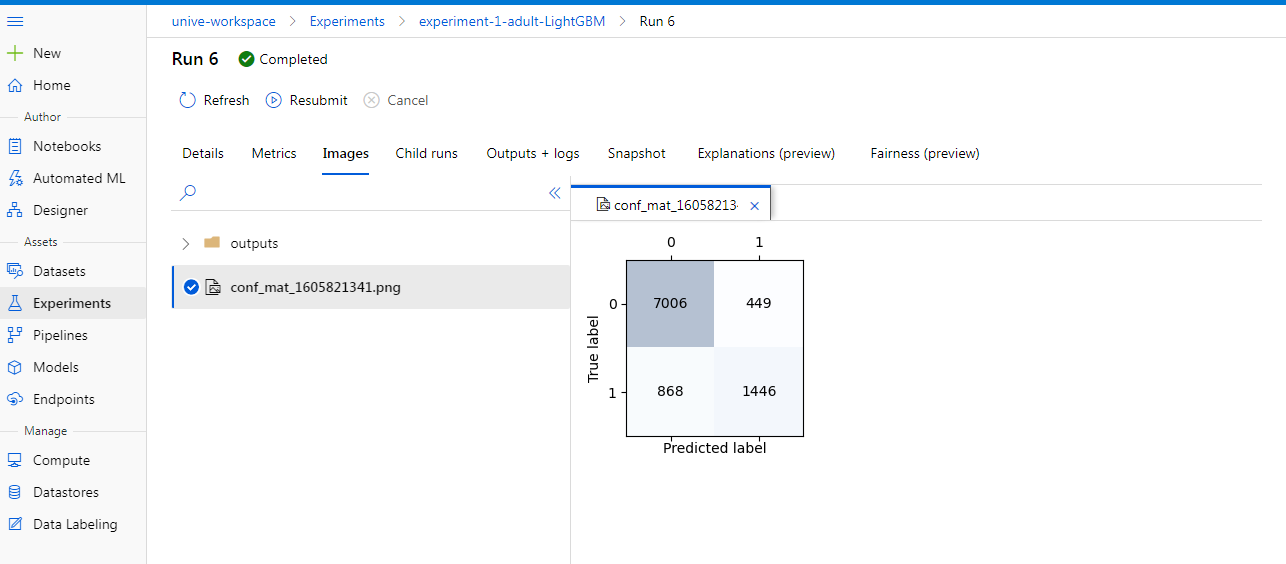 unive-workspace > Experiments > experiment-1-adult-LightGBM > Run 6
New
Home
Author
Notebooks
Automated ML
Designer
Assets
Datasets
Experiments
Pipelines
Models
Endpoints
Manage
Compute
Datastores
Data Labeling
Run 6 Completed
Refresh Resubmit Cancel
Details Metrics Images Child runs Outputs + logs Snapshot Explanations (preview) Fairness (preview)
outputs
conf_mat_1605821341.png
conf_mat_160582134
0 1
0 7006 449
True label
1 868 1446
Predicted label